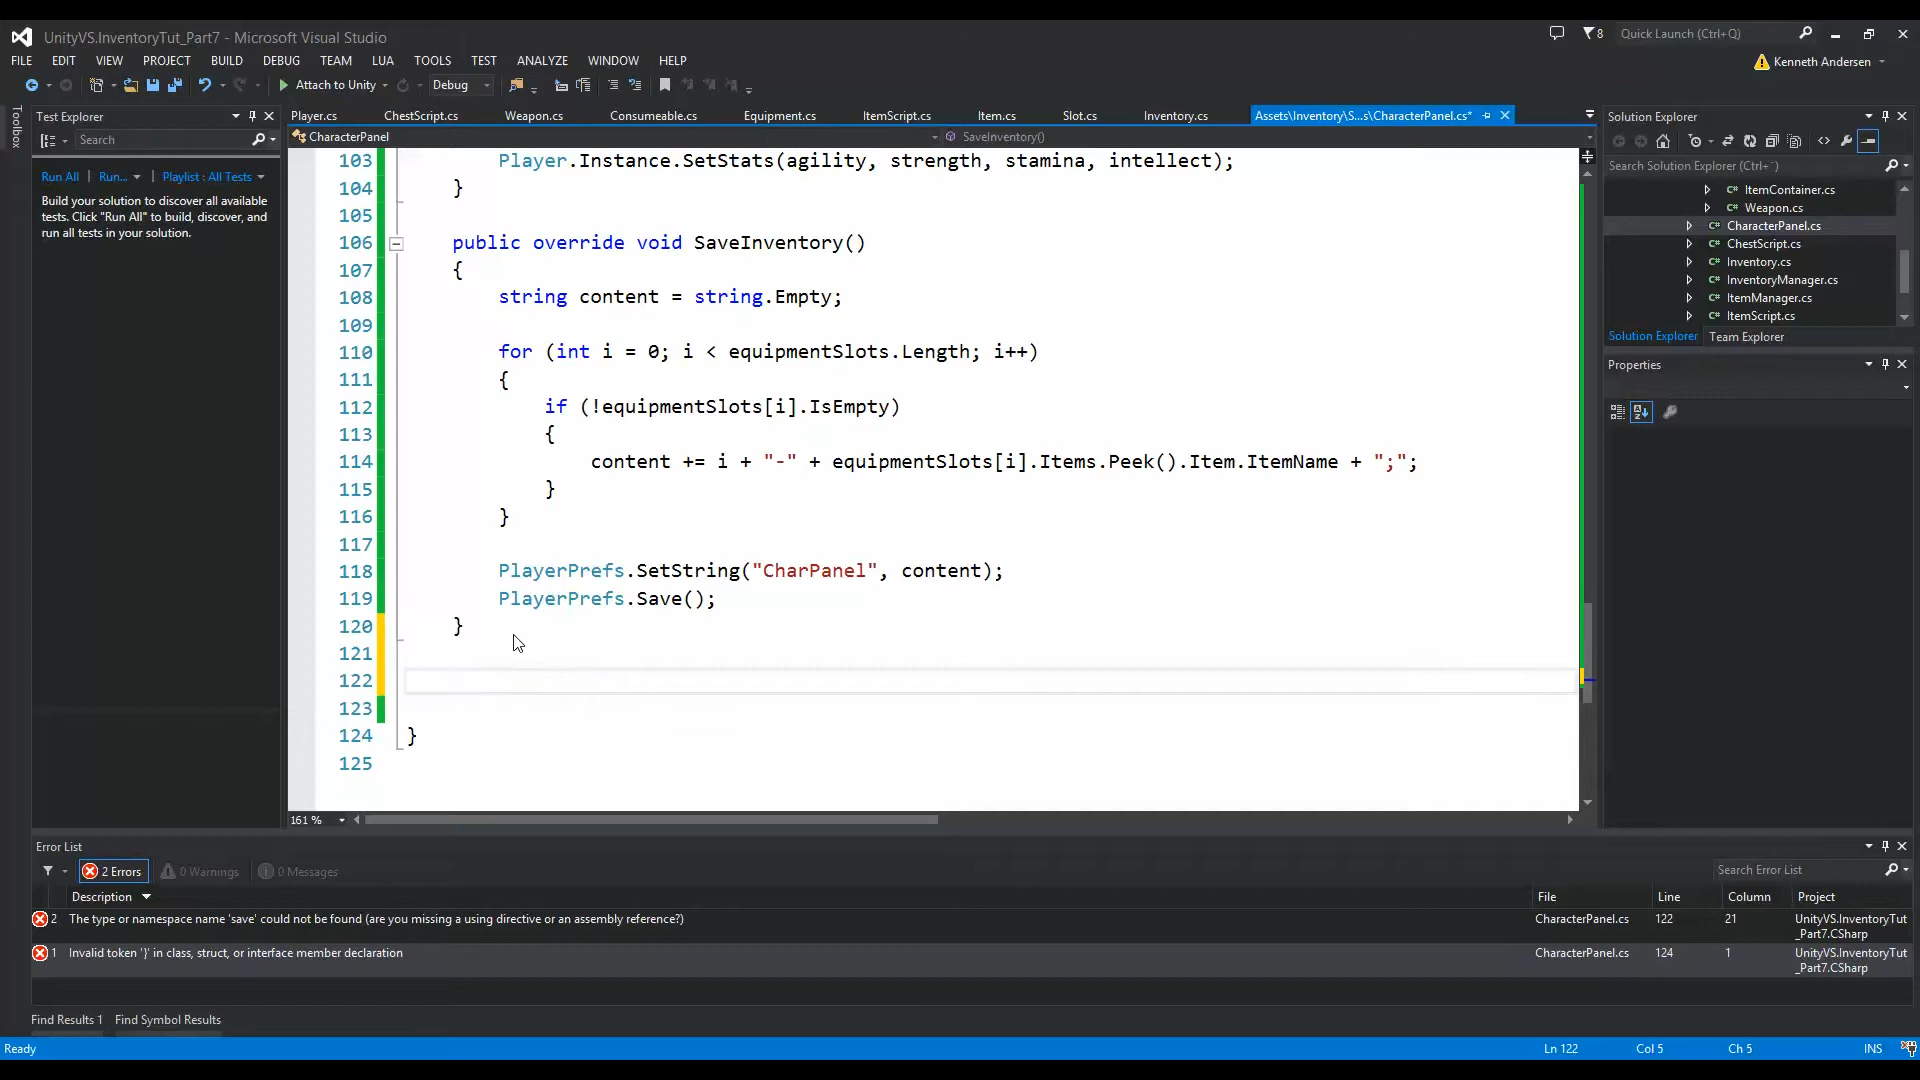 UnityVS.InventoryTut_Part7 - Microsoft Visual Studio
8
Quick Launch (Ctrl+Q)
FILE EDIT VIEW PROJECT BUILD DEBUG TEAM LUA TOOLS TEST ANALYZE WINDOW HELP
Kenneth Andersen
Attach to Unity
Debug
Toolbox
Test Explorer
Search
Run All Run... Playlist : All Tests
Build your solution to discover all available
tests. Click "Run All" to build, discover, and
run all tests in your solution.
Player.cs ChestScript.cs Weapon.cs Consumeable.cs Equipment.cs ItemScript.cs Item.cs Slot.cs Inventory.cs Assets\Inventory\S...s\CharacterPanel.cs*
CharacterPanel
SaveInventory()
103 Player.Instance.SetStats(agility, strength, stamina, intellect);
104 }
105
106 public override void SaveInventory()
107 {
108 string content = string.Empty;
109
110 for (int i = 0; i < equipmentSlots.Length; i++)
111 {
112 if (!equipmentSlots[i].IsEmpty)
113 {
114 content += i + "-" + equipmentSlots[i].Items.Peek().Item.ItemName + ";";
115 }
116 }
117
118 PlayerPrefs.SetString("CharPanel", content);
119 PlayerPrefs.Save();
120 }
121
122
123
124 }
125
161 %
Solution Explorer
Search Solution Explorer (Ctrl+¨)
ItemContainer.cs
Weapon.cs
CharacterPanel.cs
ChestScript.cs
Inventory.cs
InventoryManager.cs
ItemManager.cs
ItemScript.cs
Solution Explorer Team Explorer
Properties
Error List
2 Errors 0 Warnings 0 Messages
Search Error List
Description File Line Column Project
2 The type or namespace name 'save' could not be found (are you missing a using directive or an assembly reference?) CharacterPanel.cs 122 21 UnityVS.InventoryTut
_Part7.CSharp
1 Invalid token '}' in class, struct, or interface member declaration CharacterPanel.cs 124 1 UnityVS.InventoryTut
_Part7.CSharp
Find Results 1 Find Symbol Results
Ready
Ln 122 Col 5 Ch 5 INS